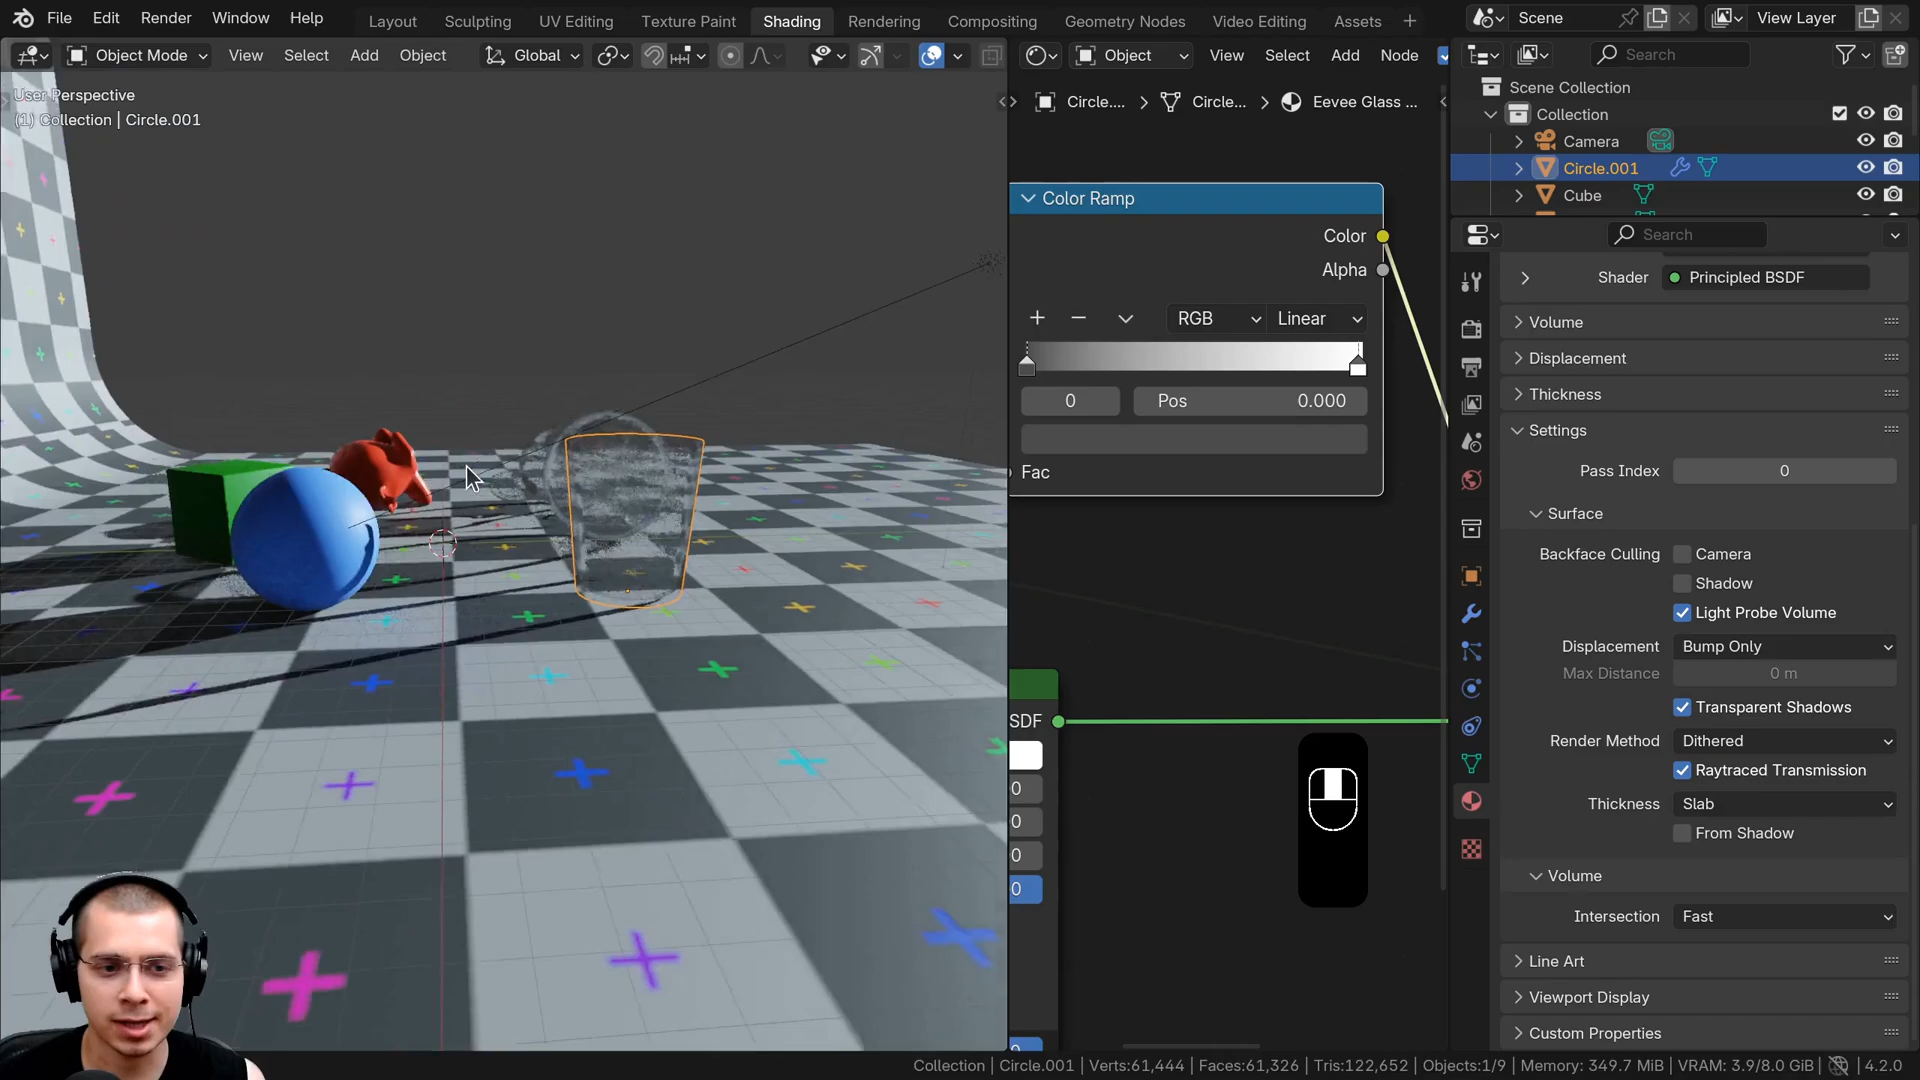 File Edit Render Window Help Layout Sculpting UV Editing Texture Paint Shading Rendering Compositing Geometry Nodes Video Editing Assets Scene View Layer
Object Mode View Select Add Object Global Object View Select Add Node Search
User Perspective
(1) Collection | Circle.001
Circle.... Circle... Eevee Glass ...
Scene Collection
Collection
Camera
Circle.001
Cube
Search
Color Ramp
Color
Alpha
RGB Linear
0 Pos 0.000
Fac
SDF
0
0
0
0
Shader Principled BSDF
Volume
Displacement
Thickness
Settings
Pass Index 0
Surface
Backface Culling Camera
Shadow
Light Probe Volume
Displacement Bump Only
Max Distance 0 m
Transparent Shadows
Render Method Dithered
Raytraced Transmission
Thickness Slab
From Shadow
Volume
Intersection Fast
Line Art
Viewport Display
Custom Properties
Collection | Circle.001 | Verts:61,444 | Faces:61,326 | Tris:122,652 | Objects:1/9 | Memory: 349.7 MiB | VRAM: 3.9/8.0 GiB | 4.2.0